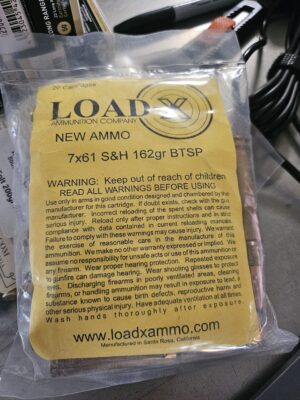 20 Cartridges
LOAD X
AMMUNITION COMPANY
NEW AMMO
7x61 S&H 162gr BTSP
WARNING: Keep out of reach of children
READ ALL WARNINGS BEFORE USING
Use only in arms in good condition designed and chambered by the
manufacturer for this cartridge. If doubt exists, check with the gun
manufacturer. Incorrect reloading of the spent shells can cause
serious injury. Reload only after proper instructions and in strict
compliance with data contained in current reloading manuals.
Failure to comply with these warnings may cause injury. We warrant
the exercise of reasonable care in the manufacture of this
ammunition. We make no other warranty expressed or implied. We
assume no responsibility for unsafe acts or use of this ammunition or
any firearm. Wear proper hearing protection. Repeated exposure
to gunfire can damage hearing. Wear shooting glasses to protect
eyes. Discharging firearms in poorly ventilated areas, cleaning
firearms, or handling ammunition may result in exposure to lead, a
substance known to cause birth defects, reproductive harm and
other serious physical injury. Have adequate ventilation at all times.
Wash hands thoroughly after exposure.
www.loadxammo.com
Manufactured in Santa Rosa, California